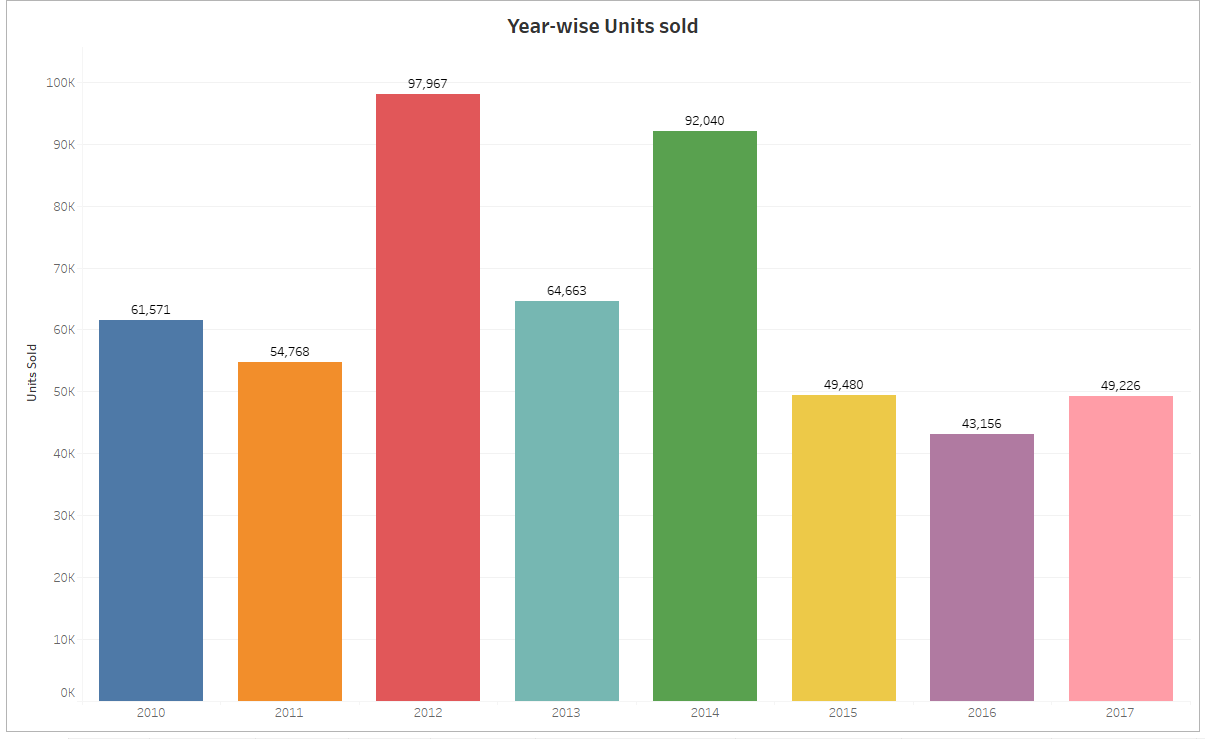 Year-wise Units sold
100K
90K
80K
70K
60K
50K
40K
30K
20K
10K
0K
Units Sold
61,571
54,768
97,967
64,663
92,040
49,480
43,156
49,226
2010
2011
2012
2013
2014
2015
2016
2017